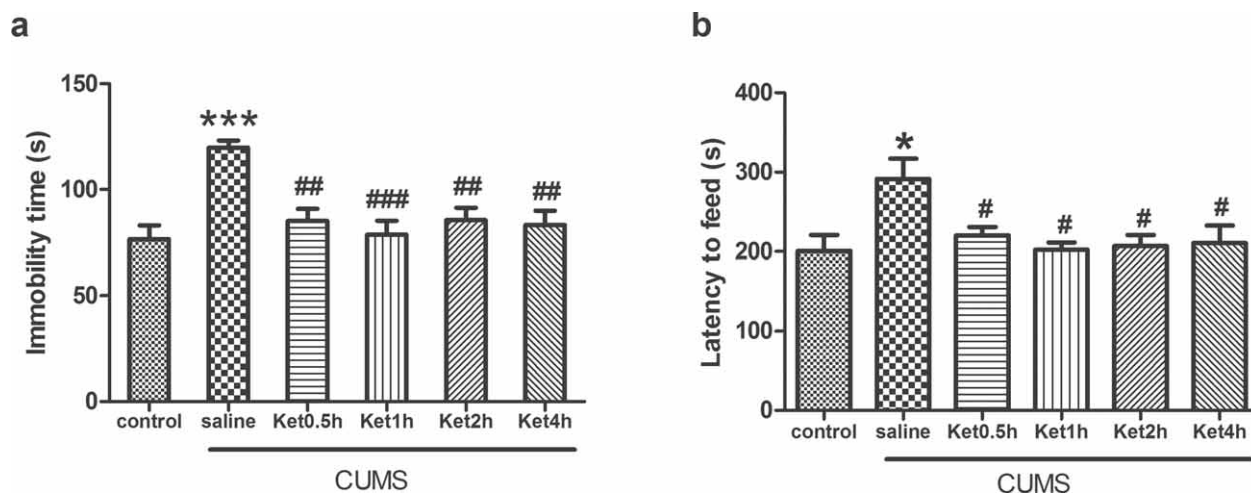 a
Immobility time (s)
150
100
50
0
***
##
###
##
##
control saline Ket0.5h Ket1h Ket2h Ket4h
CUMS
b
Latency to feed (s)
400
300
200
100
0
*
#
#
#
#
control saline Ket0.5h Ket1h Ket2h Ket4h
CUMS